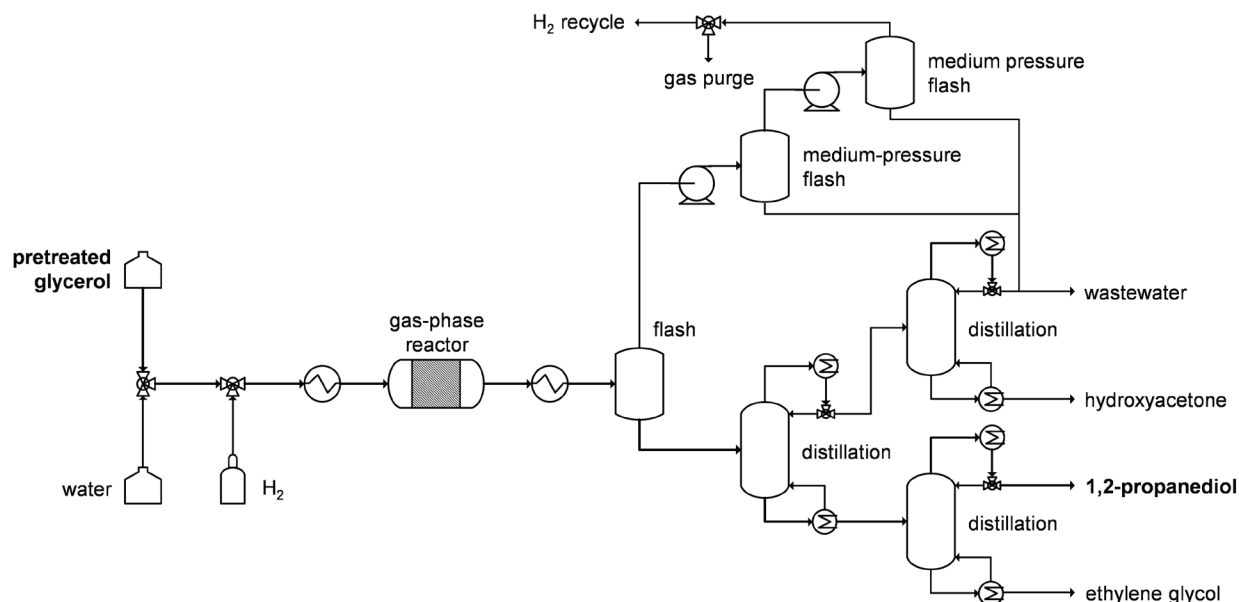 H₂ recycle
gas purge
medium pressure
flash
medium-pressure
flash
pretreated
glycerol
gas-phase
reactor
flash
wastewater
distillation
hydroxyacetone
distillation
water
H₂
1,2-propanediol
distillation
ethylene glycol